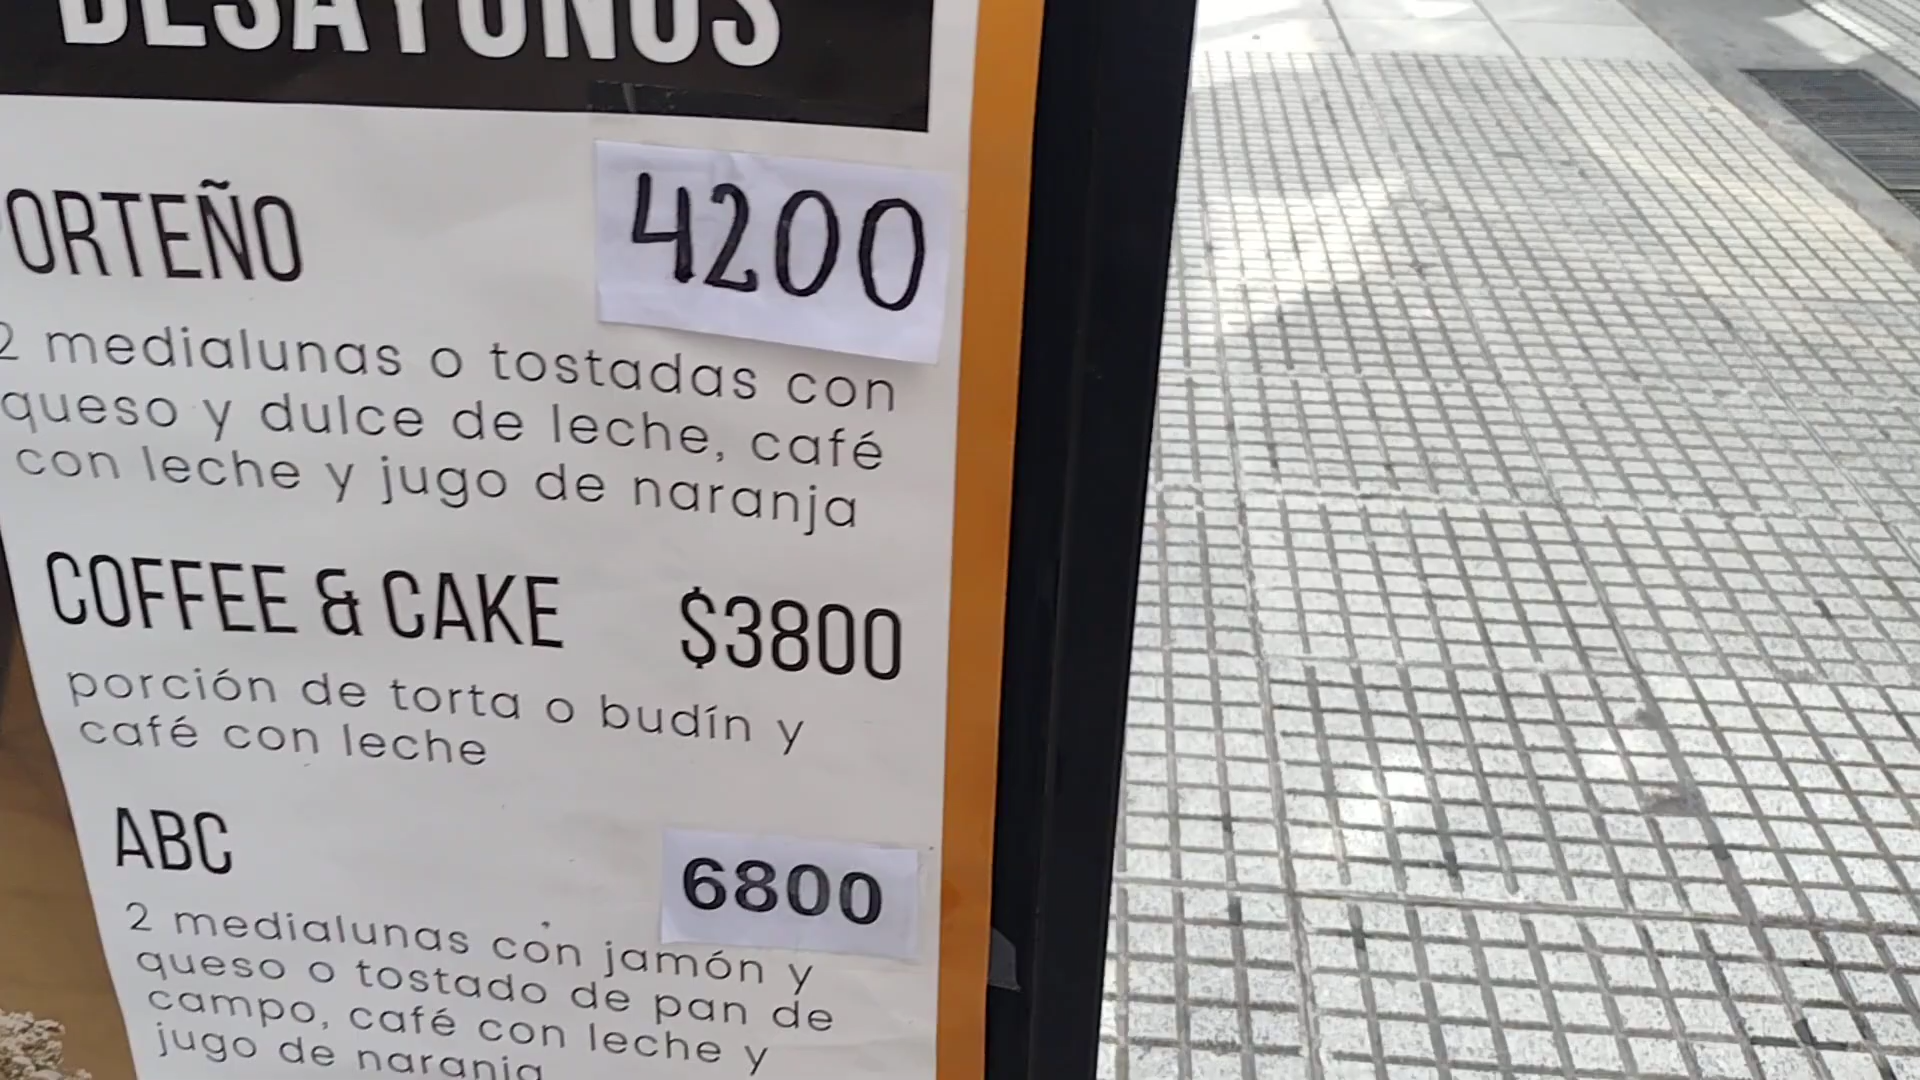 DESAYUNOS
ORTEÑO 4200
2 medialunas o tostadas con
queso y dulce de leche, café
con leche y jugo de naranja
COFFEE & CAKE $3800
porción de torta o budín y
café con leche
ABC 6800
2 medialunas con jamón y
queso o tostado de pan de
campo, café con leche y
jugo de naranja